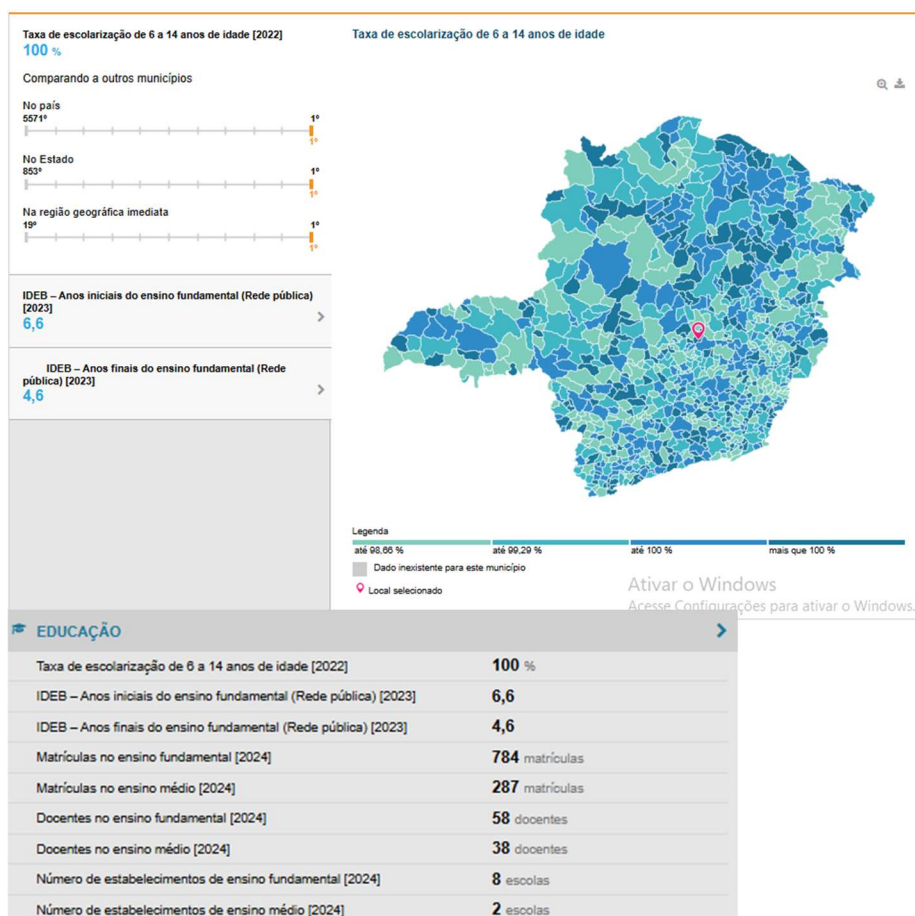 Taxa de escolarização de 6 a 14 anos de idade [2022]
100 %
Comparando a outros municípios
No país
5571º 1º
1º
No Estado
853º 1º
1º
Na região geográfica imediata
19º 1º
1º
IDEB – Anos iniciais do ensino fundamental (Rede pública)
[2023]
6,6
IDEB – Anos finais do ensino fundamental (Rede
pública) [2023]
4,6
Taxa de escolarização de 6 a 14 anos de idade
Legenda
até 98,66 % até 99,29 % até 100 % mais que 100 %
Dado inexistente para este município
Local selecionado
Ativar o Windows
Acesse Configurações para ativar o Windows.
EDUCAÇÃO
Taxa de escolarização de 6 a 14 anos de idade [2022] 100 %
IDEB – Anos iniciais do ensino fundamental (Rede pública) [2023] 6,6
IDEB – Anos finais do ensino fundamental (Rede pública) [2023] 4,6
Matrículas no ensino fundamental [2024] 784 matrículas
Matrículas no ensino médio [2024] 287 matrículas
Docentes no ensino fundamental [2024] 58 docentes
Docentes no ensino médio [2024] 38 docentes
Número de estabelecimentos de ensino fundamental [2024] 8 escolas
Número de estabelecimentos de ensino médio [2024] 2 escolas